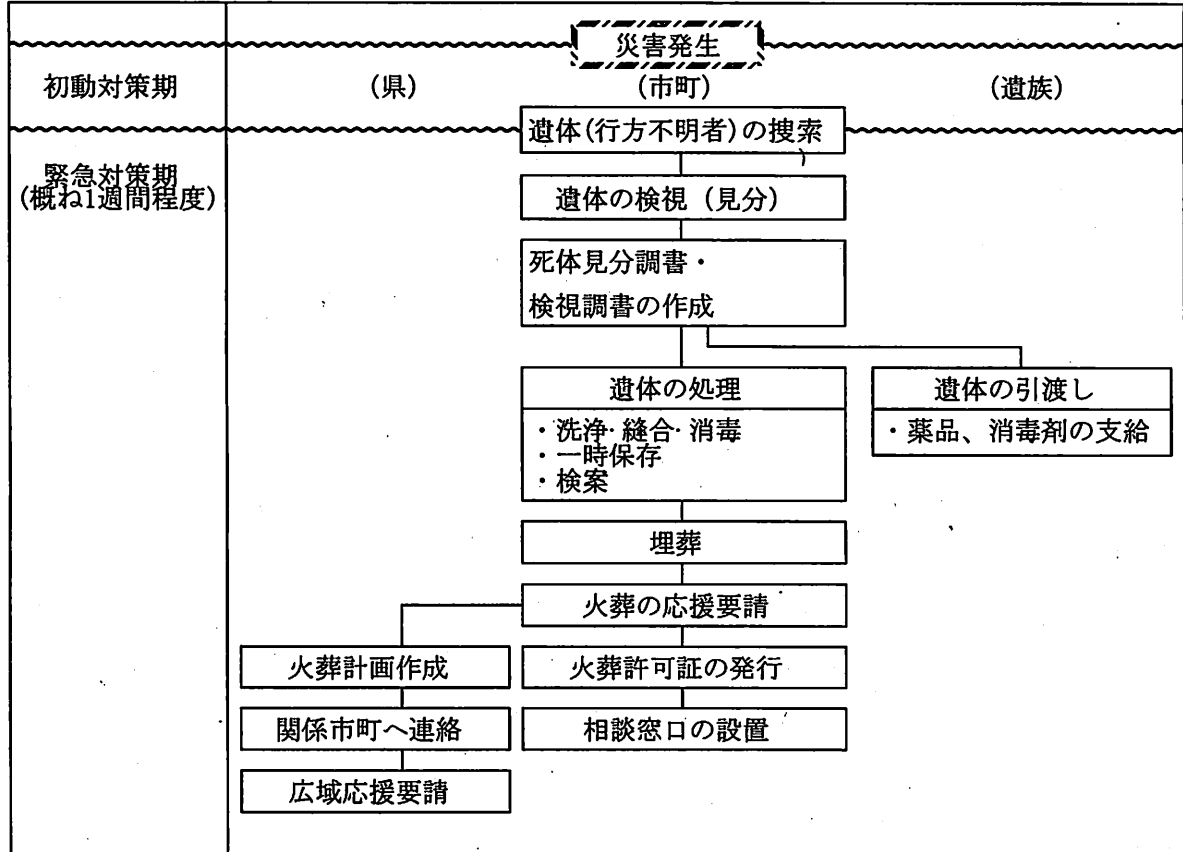 災害発生
初動対策期
(県)
(市町)
(遺族)
遺体(行方不明者)の捜索
緊急対策期
(概ね1週間程度)
遺体の検視(見分)
死体見分調書・
検視調書の作成
遺体の処理
・洗浄・縫合・消毒
・一時保存
・検案
遺体の引渡し
・薬品、消毒剤の支給
埋葬
火葬の応援要請
火葬計画作成
火葬許可証の発行
関係市町へ連絡
相談窓口の設置
広域応援要請